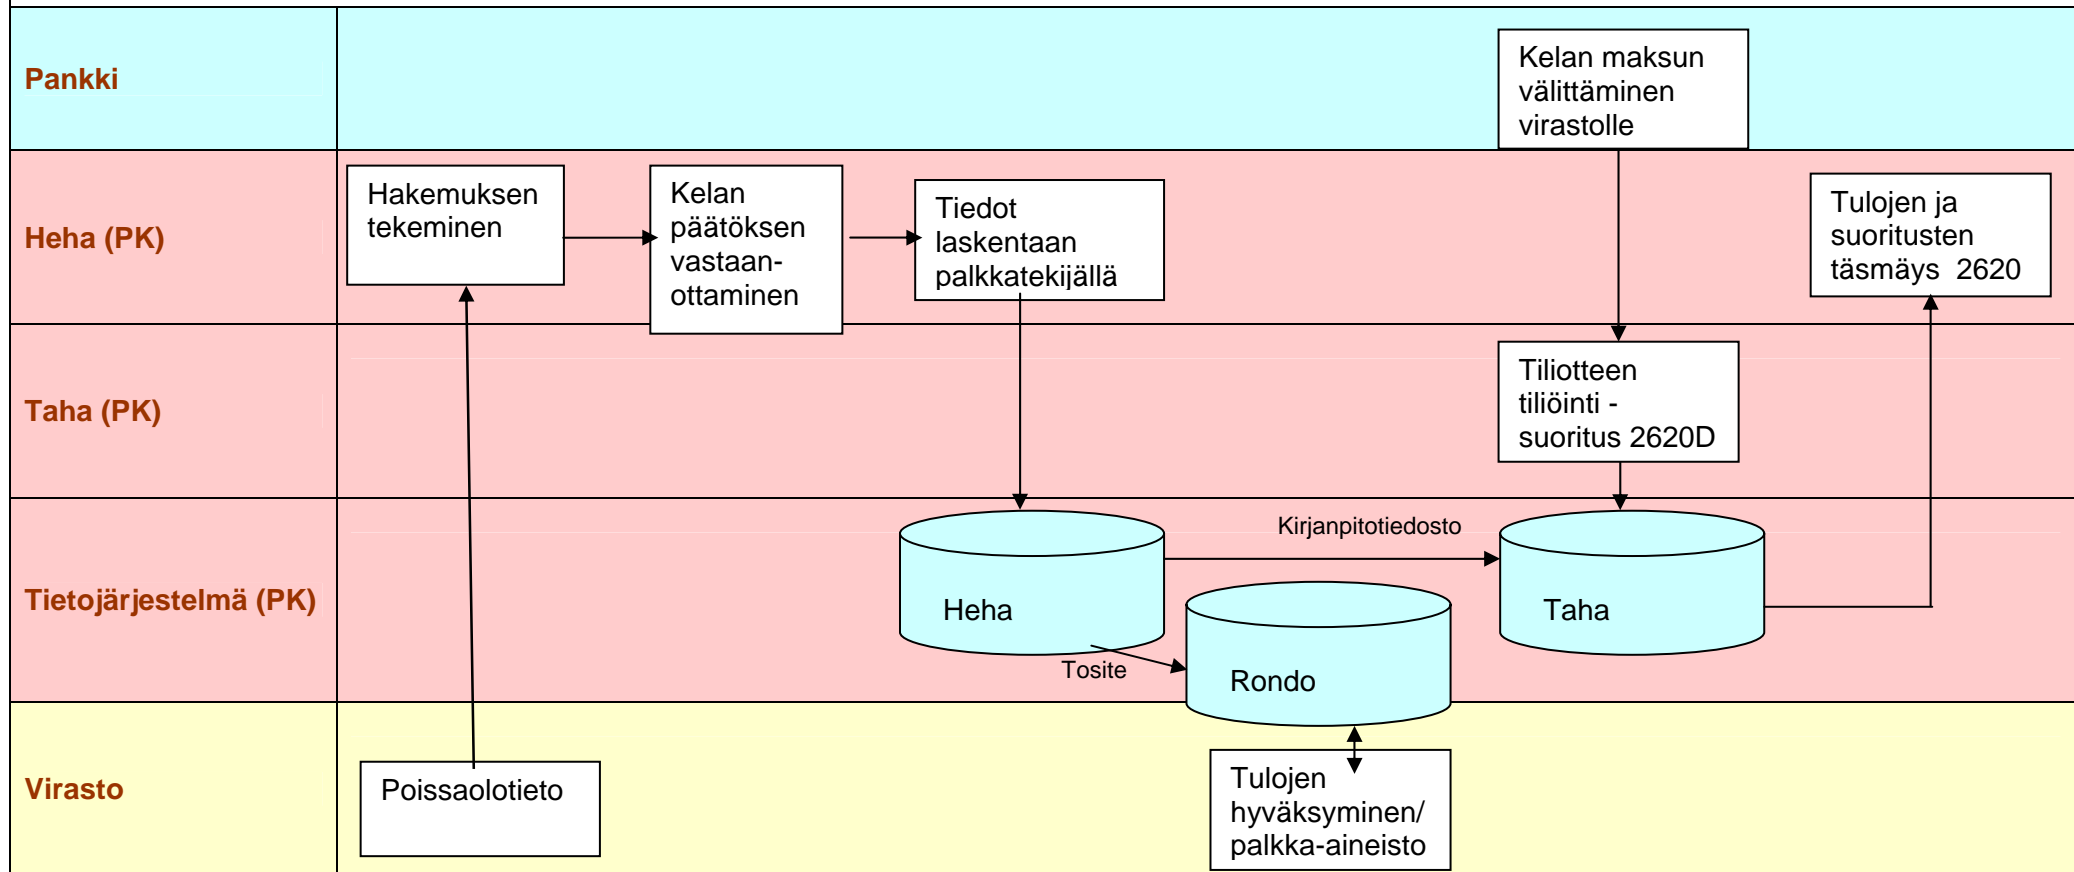 Pankki
Kelan maksun
välittäminen
virastolle
Heha (PK)
Hakemuksen
tekeminen
Kelan
päätöksen
vastaan-
ottaminen
Tiedot
laskentaan
palkkatekijällä
Tulojen ja
suoritusten
täsmäys 2620
Taha (PK)
Tiliotteen
tiliöinti -
suoritus 2620D
Tietojärjestelmä (PK)
Kirjanpitotiedosto
Heha
Taha
Tosite
Rondo
Virasto
Poissaolotieto
Tulojen
hyväksyminen/
palkka-aineisto